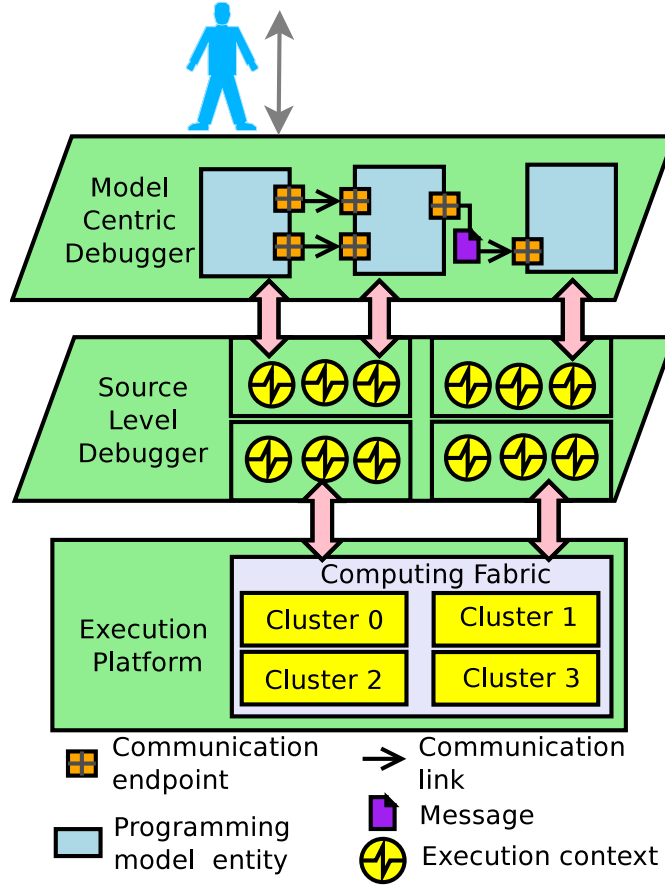 Model
Centric
Debugger
Source
Level
Debugger
Computing Fabric
Cluster 0
Cluster 1
Execution
Platform
Cluster 2
Cluster 3
Communication
endpoint
Communication
link
Message
Programming
model entity
Execution context